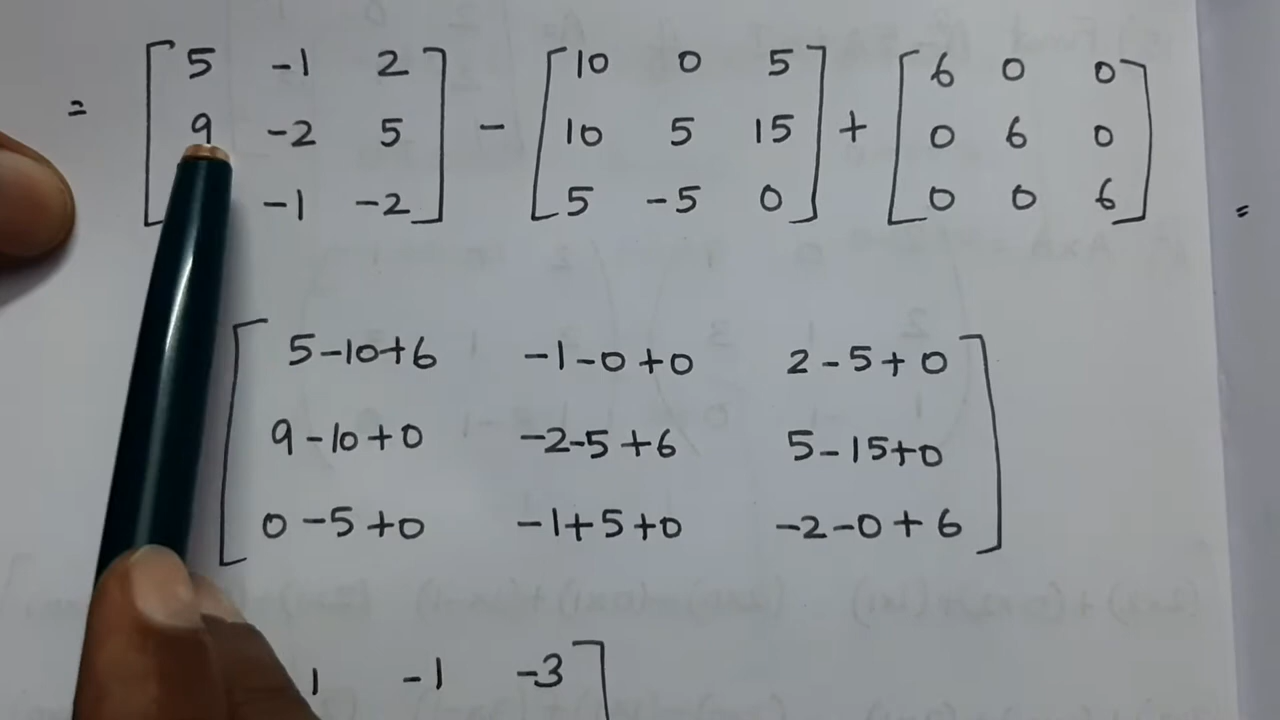 = [ 5 -1 2 ] - [ 10 0 5 ] + [ 6 0 0 ]
9 -2 5 10 5 15 0 6 0
-1 -2 5 -5 0 0 0 6 =
[ 5-10+6 -1-0+0 2-5+0 ]
9-10+0 -2-5+6 5-15+0
0-5+0 -1+5+0 -2-0+6
1 -1 -3 ]